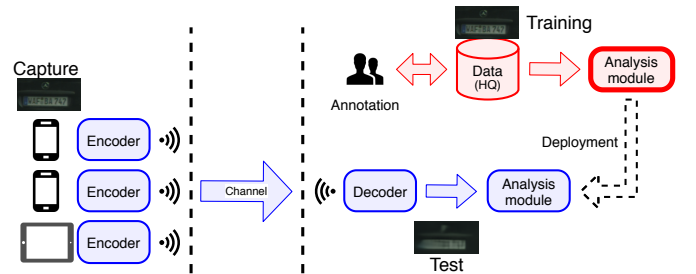 Training
Capture
Data
(HQ)
Analysis
module
Annotation
Deployment
Encoder
Encoder
Encoder
Channel
Decoder
Analysis
module
Test